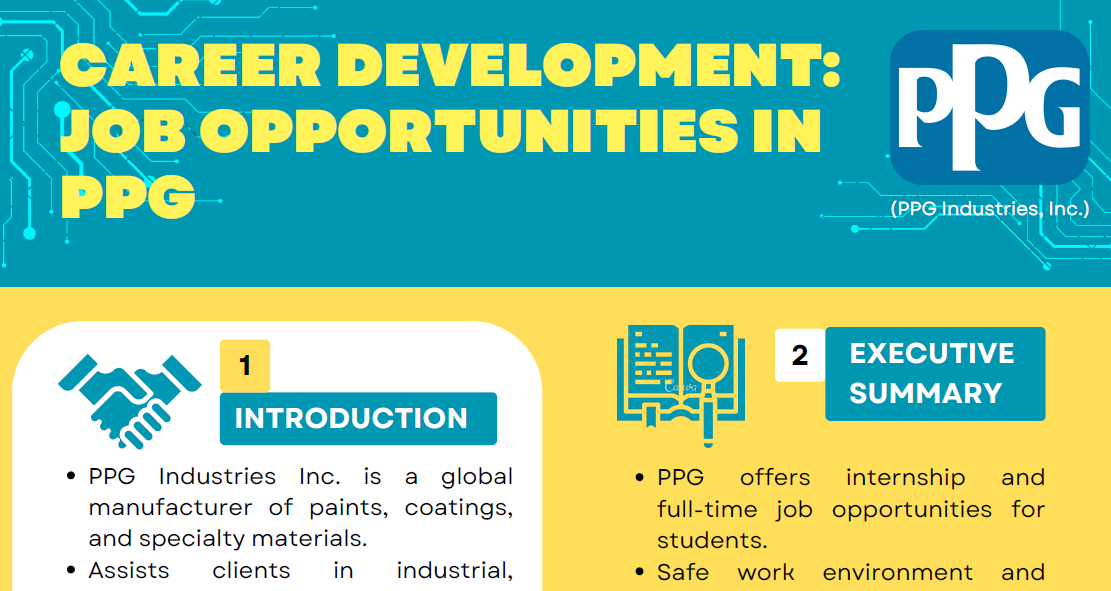 CAREER DEVELOPMENT:
JOB OPPORTUNITIES IN
PPG
PPG
(PPG Industries, Inc.)
1
INTRODUCTION
PPG Industries Inc. is a global
manufacturer of paints, coatings,
and specialty materials.
Assists clients in industrial,
Canva
2
EXECUTIVE
SUMMARY
PPG offers internship and
full-time job opportunities for
students.
Safe work environment and